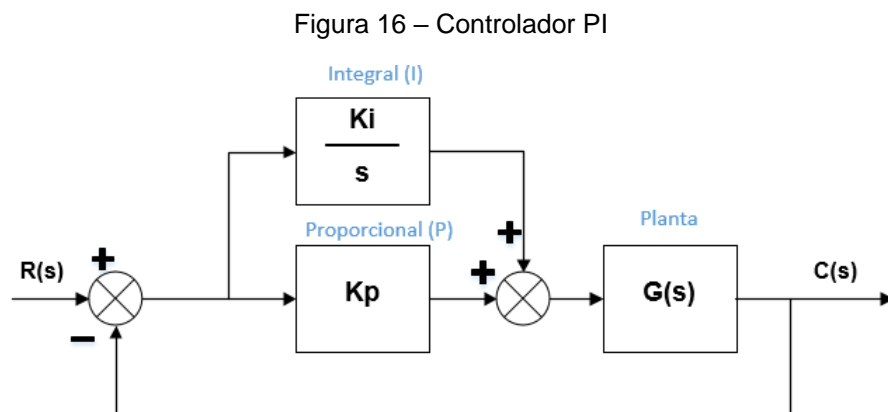 Figura 16 – Controlador PI
Integral (I)
Ki
s
Proporcional (P)
Planta
R(s)
+
−
Kp
+
+
G(s)
C(s)